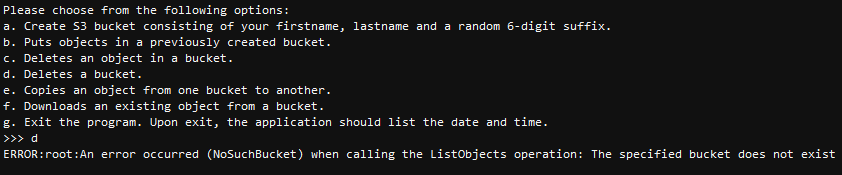 Please choose from the following options:
a. Create S3 bucket consisting of your firstname, lastname and a random 6-digit suffix.
b. Puts objects in a previously created bucket.
c. Deletes an object in a bucket.
d. Deletes a bucket.
e. Copies an object from one bucket to another.
f. Downloads an existing object from a bucket.
g. Exit the program. Upon exit, the application should list the date and time.
>>> d
ERROR:root:An error occurred (NoSuchBucket) when calling the ListObjects operation: The specified bucket does not exist